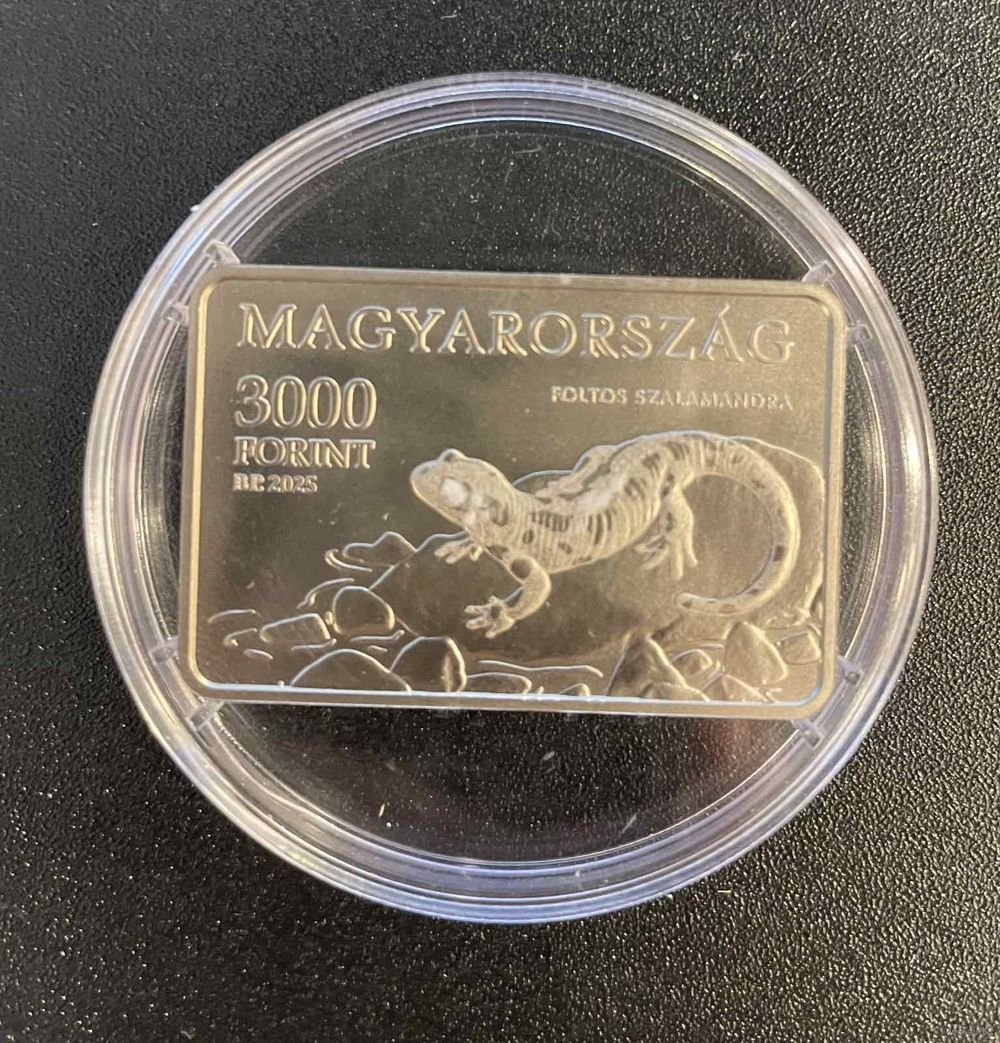 MAGYARORSZÁG
3000
FORINT
BP. 2025
FOLTOS SZALAMANDRA